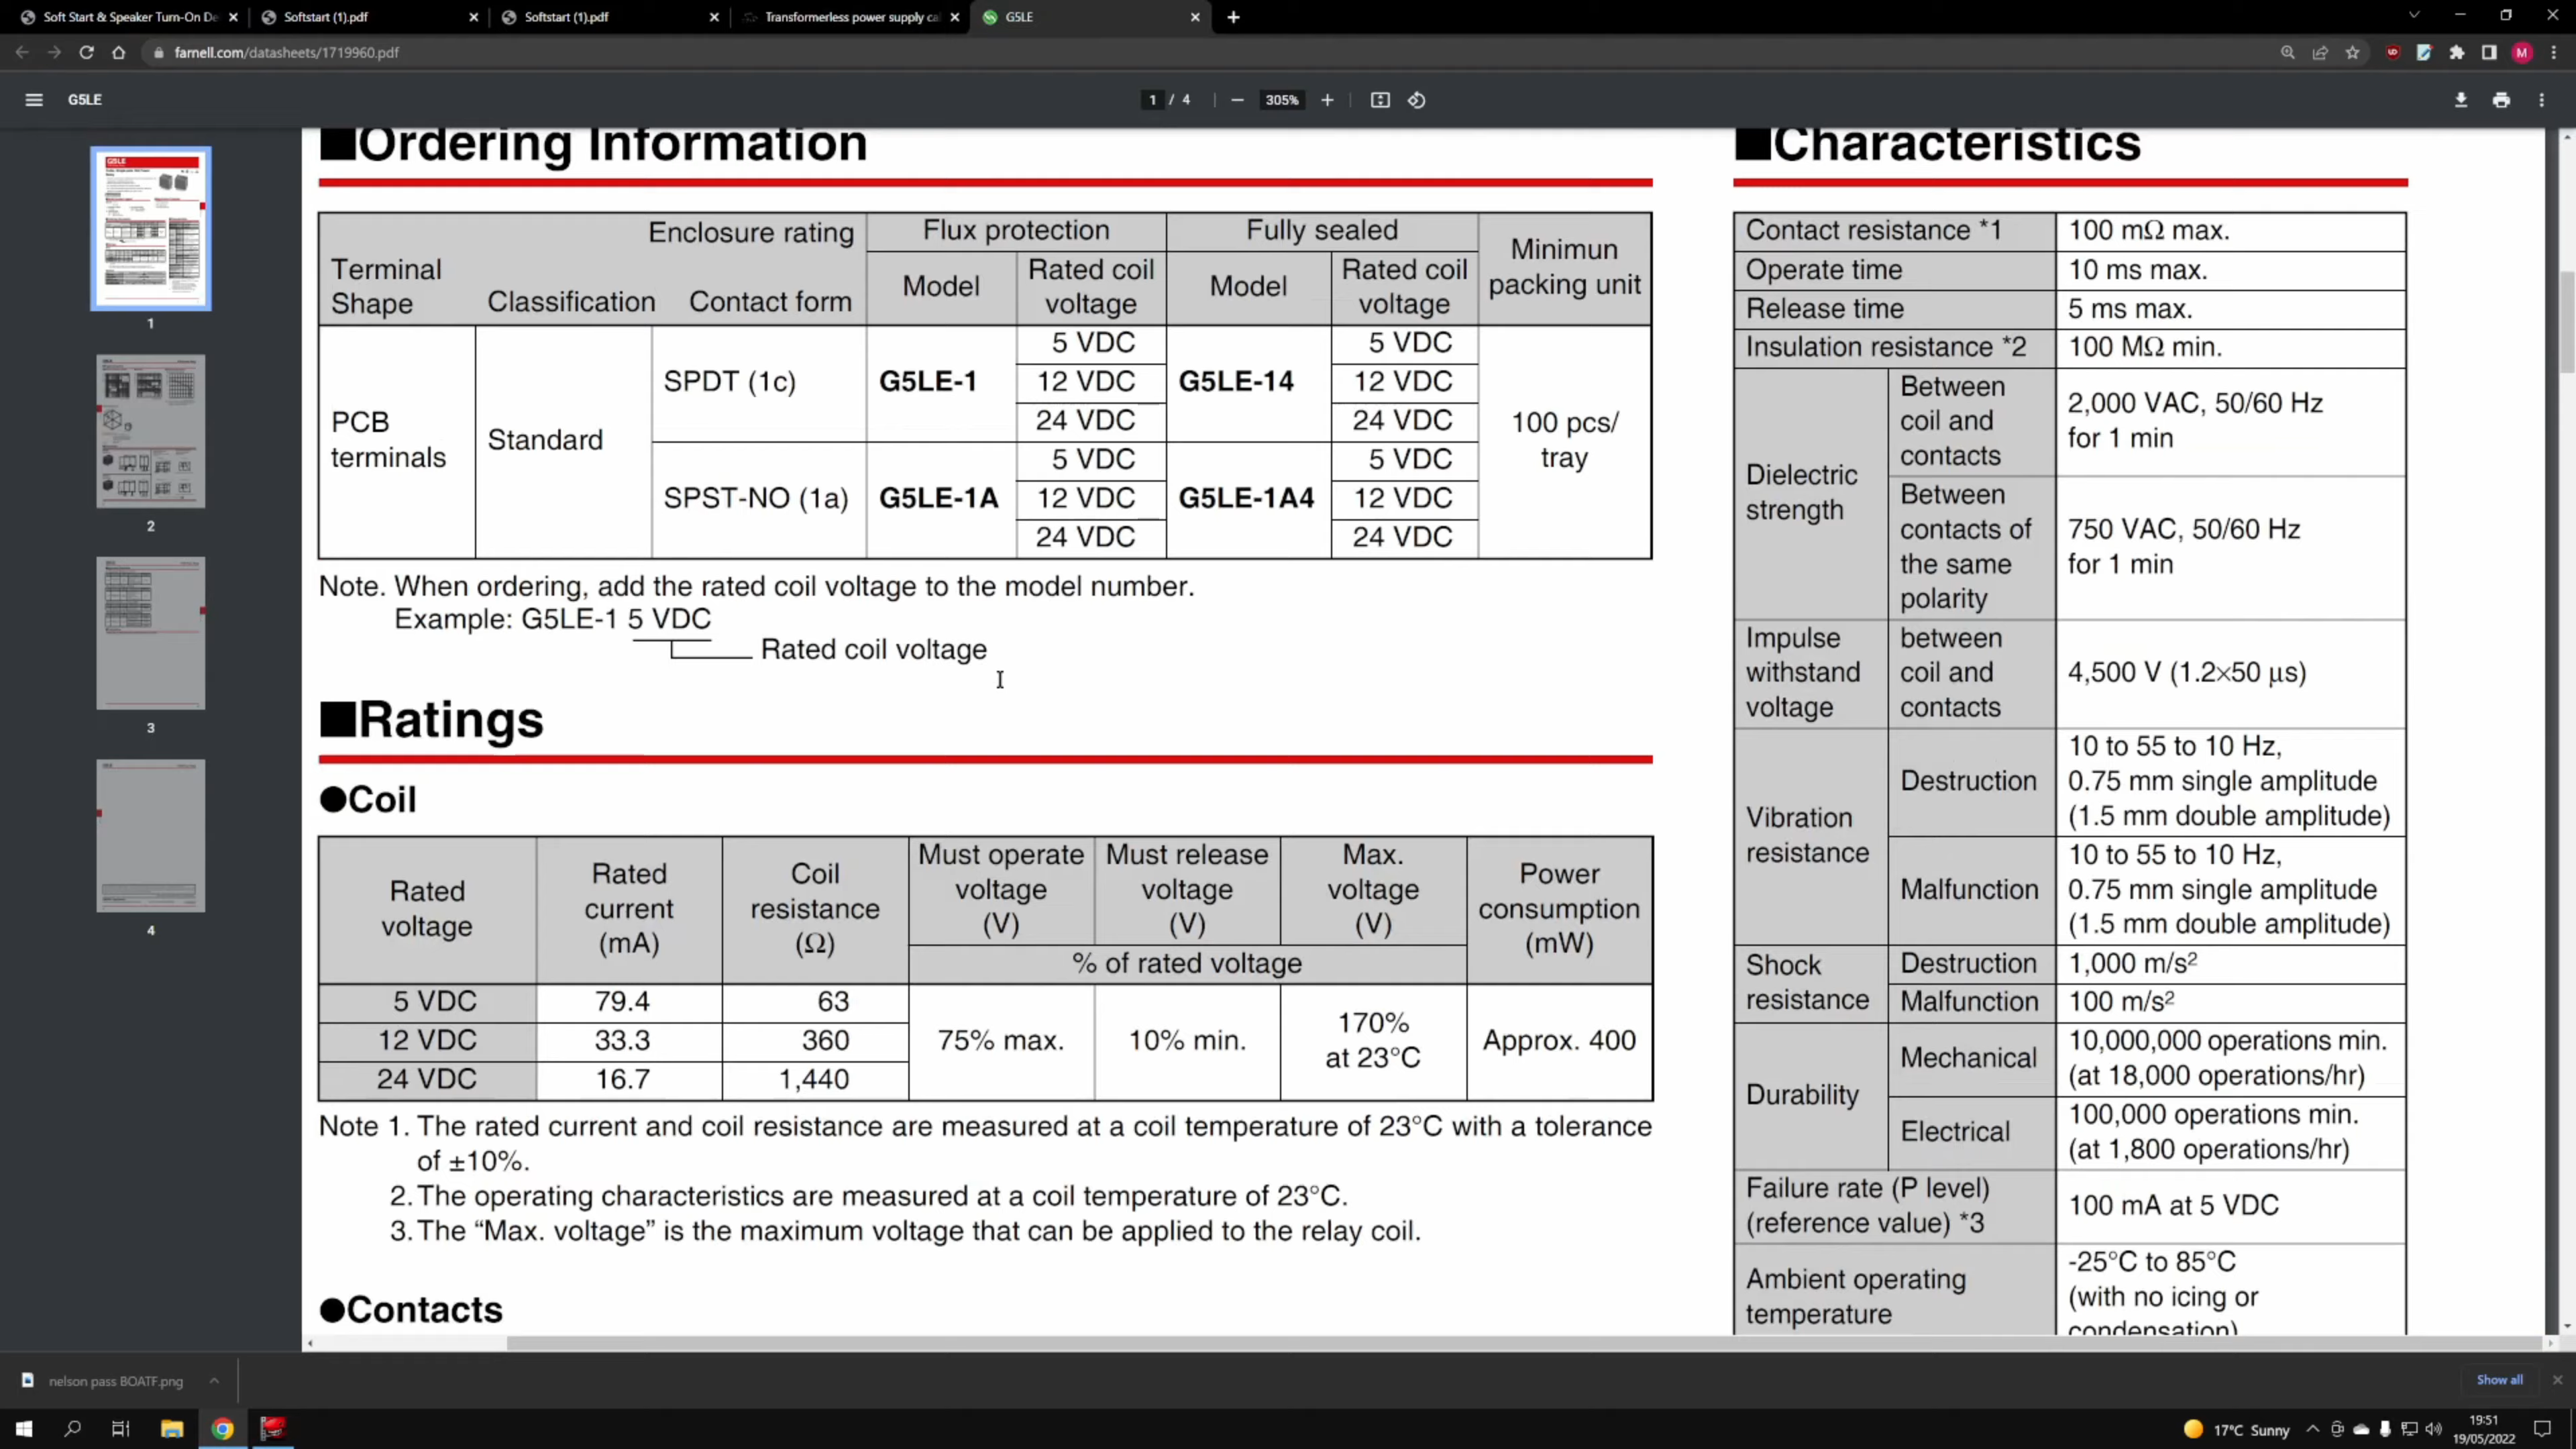 Soft Start & Speaker Turn-On De
Softstart (1).pdf
Softstart (1).pdf
Transformerless power supply ca
G5LE
farnell.com/datasheets/1719960.pdf
M
G5LE
1 / 4
305%
1
2
3
4
■Ordering Information
Terminal Shape
Classification
Enclosure rating
Contact form
Flux protection
Fully sealed
Minimun packing unit
Model
Rated coil voltage
Model
Rated coil voltage
PCB terminals
Standard
SPDT (1c)
G5LE-1
5 VDC
12 VDC
24 VDC
G5LE-14
5 VDC
12 VDC
24 VDC
100 pcs/ tray
SPST-NO (1a)
G5LE-1A
5 VDC
12 VDC
24 VDC
G5LE-1A4
5 VDC
12 VDC
24 VDC
Note. When ordering, add the rated coil voltage to the model number.
Example: G5LE-1 5 VDC
Rated coil voltage
■Ratings
●Coil
Rated voltage
Rated current (mA)
Coil resistance (Ω)
Must operate voltage (V)
Must release voltage (V)
Max. voltage (V)
Power consumption (mW)
% of rated voltage
5 VDC 79.4 63
12 VDC 33.3 360
24 VDC 16.7 1,440
75% max.
10% min.
170% at 23°C
Approx. 400
Note 1. The rated current and coil resistance are measured at a coil temperature of 23°C with a tolerance
of ±10%.
2. The operating characteristics are measured at a coil temperature of 23°C.
3. The “Max. voltage” is the maximum voltage that can be applied to the relay coil.
●Contacts
■Characteristics
Contact resistance *1 100 mΩ max.
Operate time 10 ms max.
Release time 5 ms max.
Insulation resistance *2 100 MΩ min.
Dielectric strength
Between coil and contacts
2,000 VAC, 50/60 Hz for 1 min
Between contacts of the same polarity
750 VAC, 50/60 Hz for 1 min
Impulse withstand voltage
between coil and contacts
4,500 V (1.2×50 μs)
Vibration resistance
Destruction
10 to 55 to 10 Hz,
0.75 mm single amplitude
(1.5 mm double amplitude)
Malfunction
10 to 55 to 10 Hz,
0.75 mm single amplitude
(1.5 mm double amplitude)
Shock resistance
Destruction 1,000 m/s²
Malfunction 100 m/s²
Durability
Mechanical
10,000,000 operations min.
(at 18,000 operations/hr)
Electrical
100,000 operations min.
(at 1,800 operations/hr)
Failure rate (P level) (reference value) *3
100 mA at 5 VDC
Ambient operating temperature
-25°C to 85°C
(with no icing or
condensation)
nelson pass BOATF.png
Show all
17°C Sunny
19:51
19/05/2022